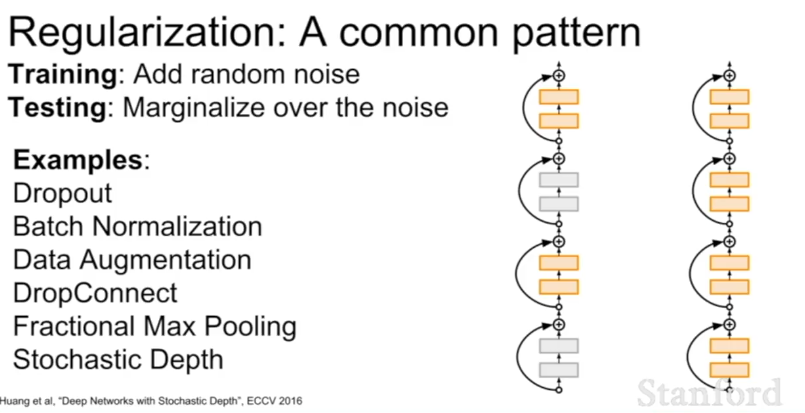 Regularization: A common pattern
Training: Add random noise
Testing: Marginalize over the noise
Examples:
Dropout
Batch Normalization
Data Augmentation
DropConnect
Fractional Max Pooling
Stochastic Depth
Huang et al, "Deep Networks with Stochastic Depth", ECCV 2016
Stanford